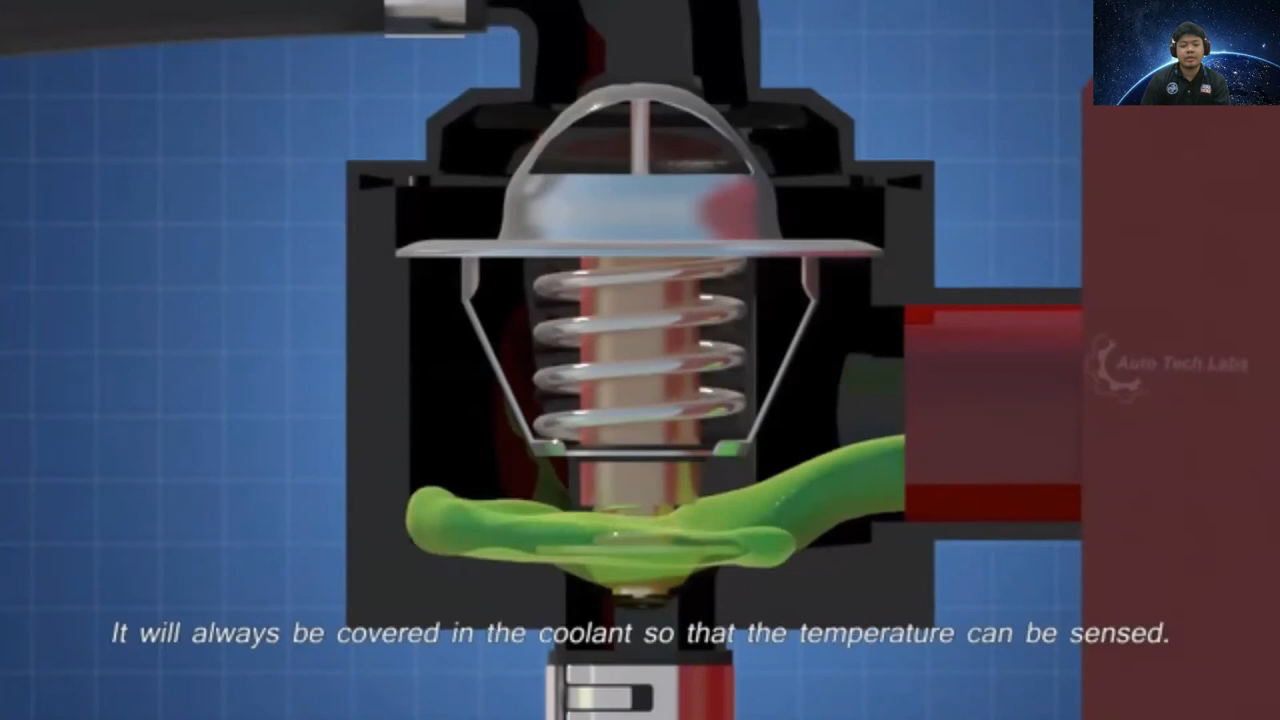 Auto Tech Labs
It will always be covered in the coolant so that the temperature can be sensed.